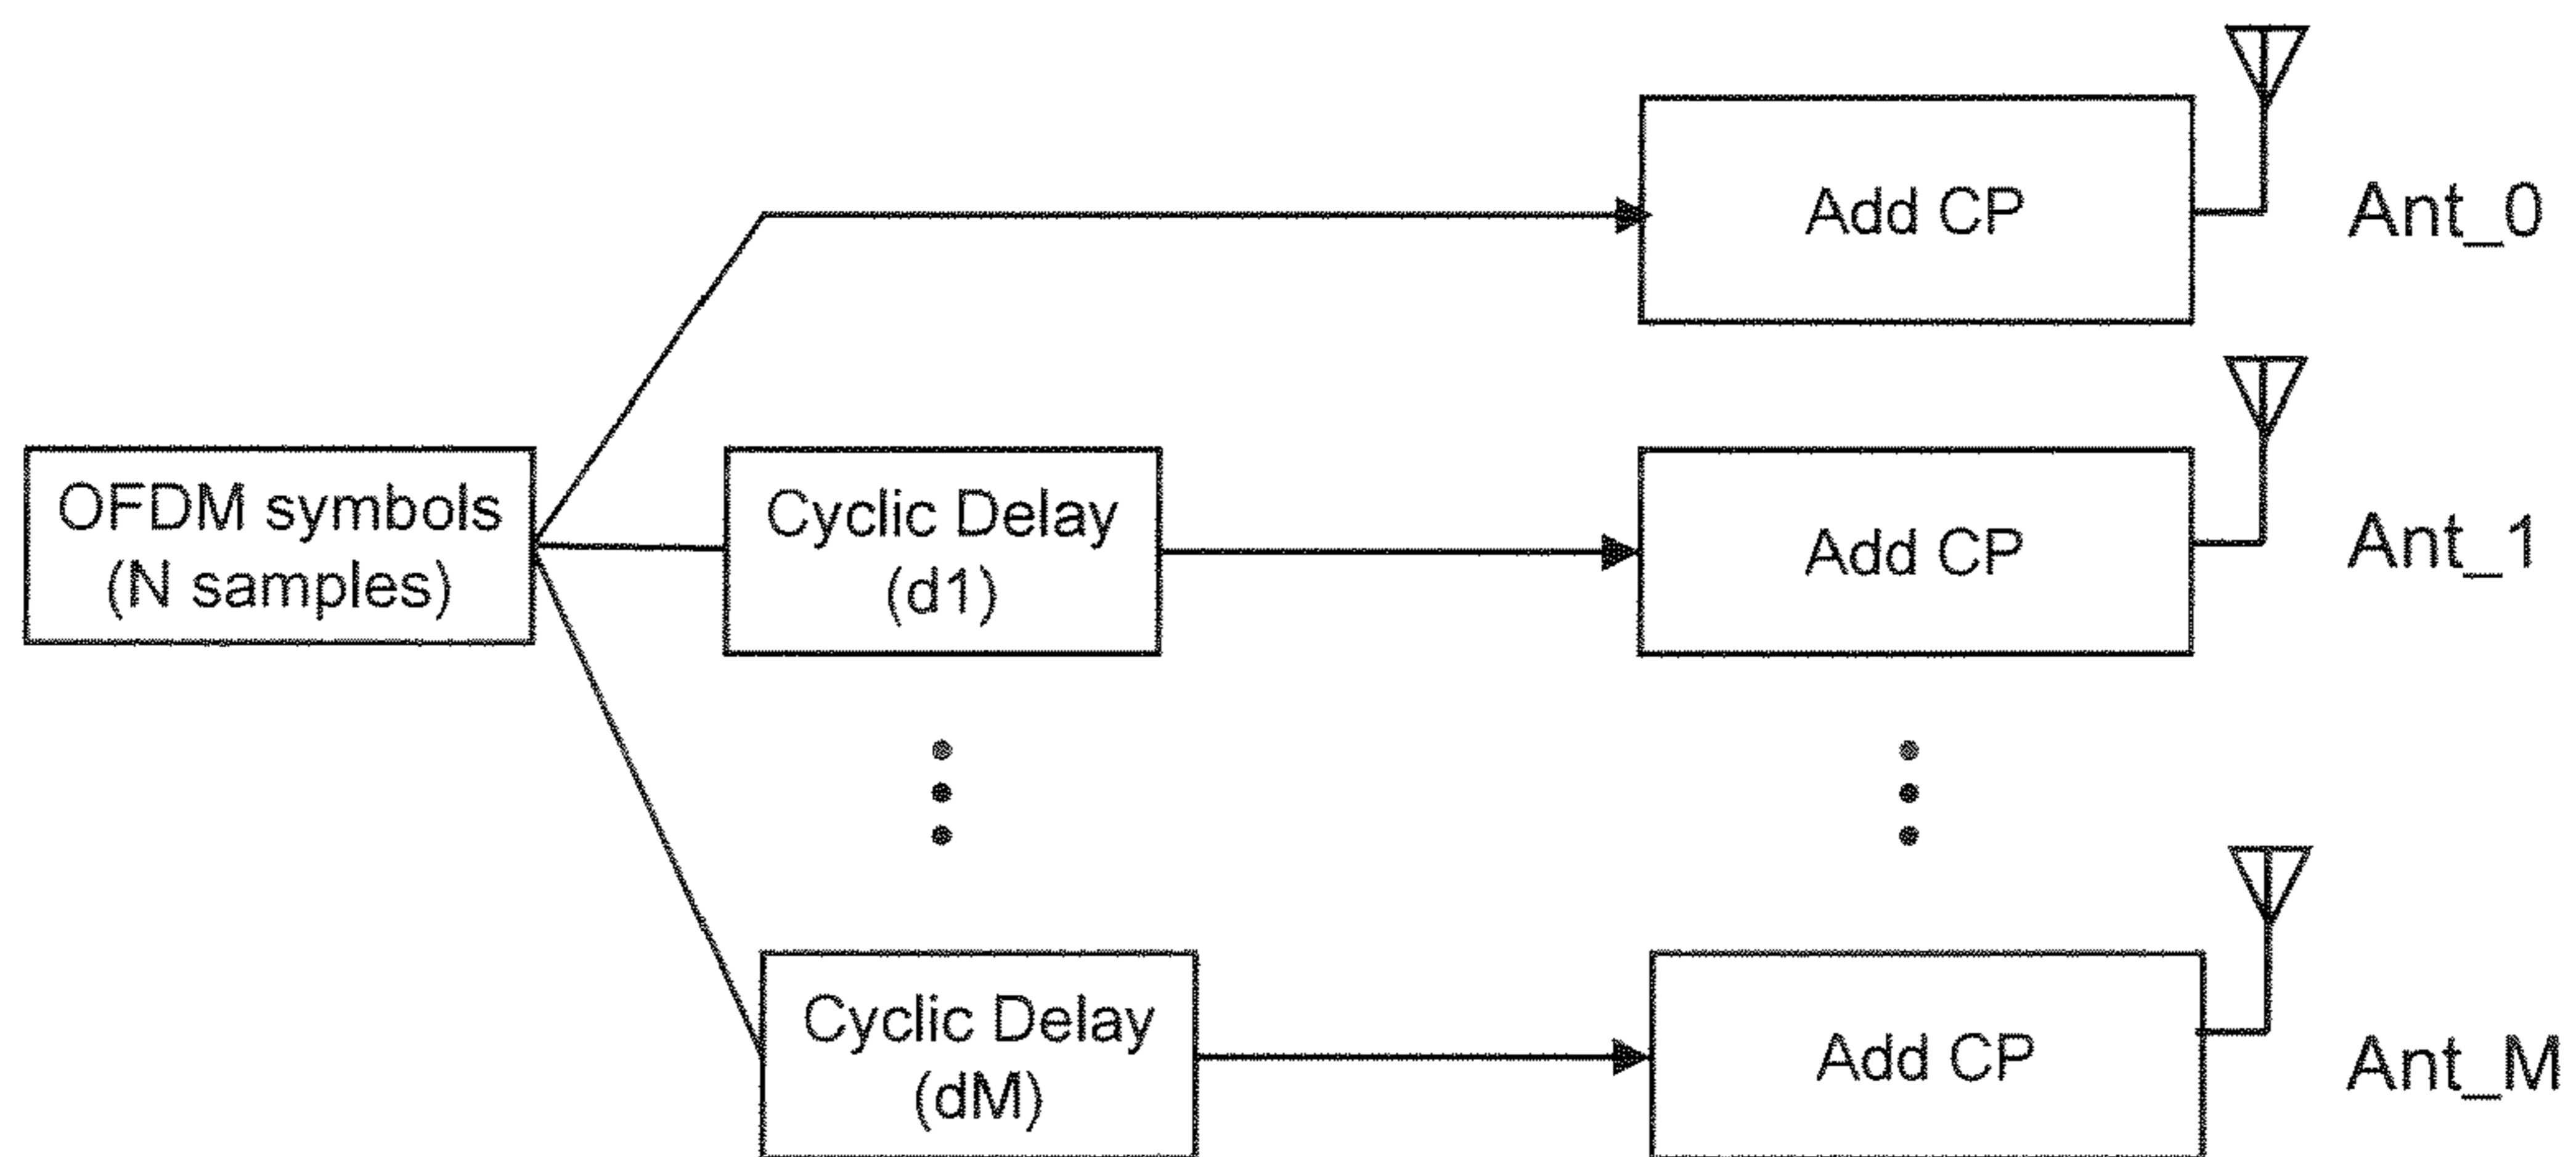 Add CP
Ant_0
OFDM symbols
(N samples)
Cyclic Delay
(d1)
Add CP
Ant_1
Cyclic Delay
(dM)
Add CP
Ant_M